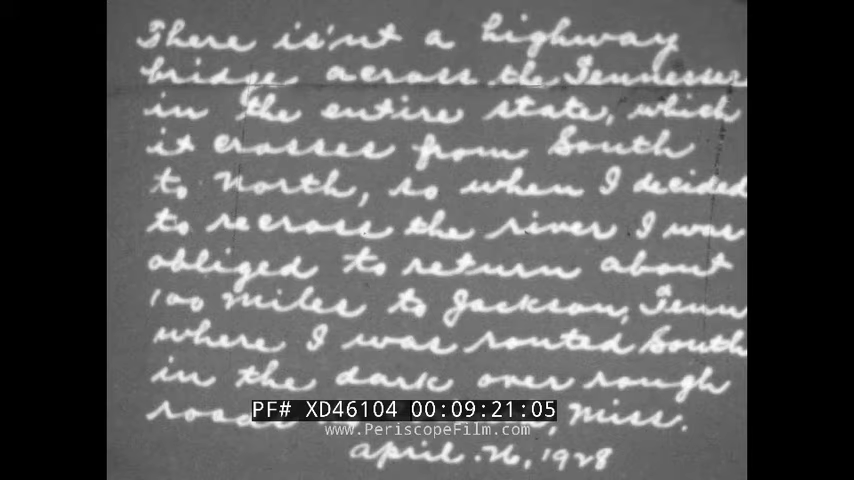 There is'nt a highway
bridge across the Tennessee
in the entire state, which
it crosses from South
to North, so when I decided
to recross the river I was
obliged to return about
100 miles to Jackson, Tenn
where I was routed South
in the dark over rough
roads , Miss.
PF# XD46104 00:09:21:05
www.PeriscopeFilm.com
April. 26, 1928